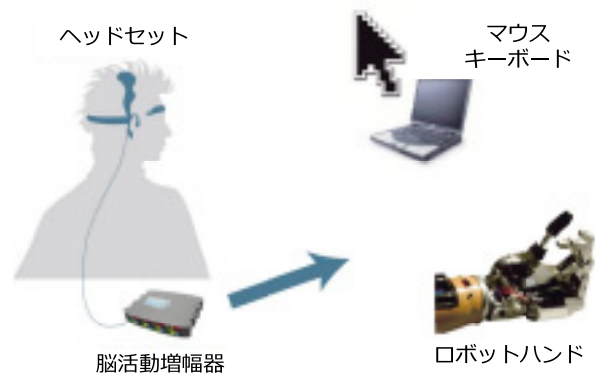 ヘッドセット
マウス
キーボード
脳活動増幅器
ロボットハンド